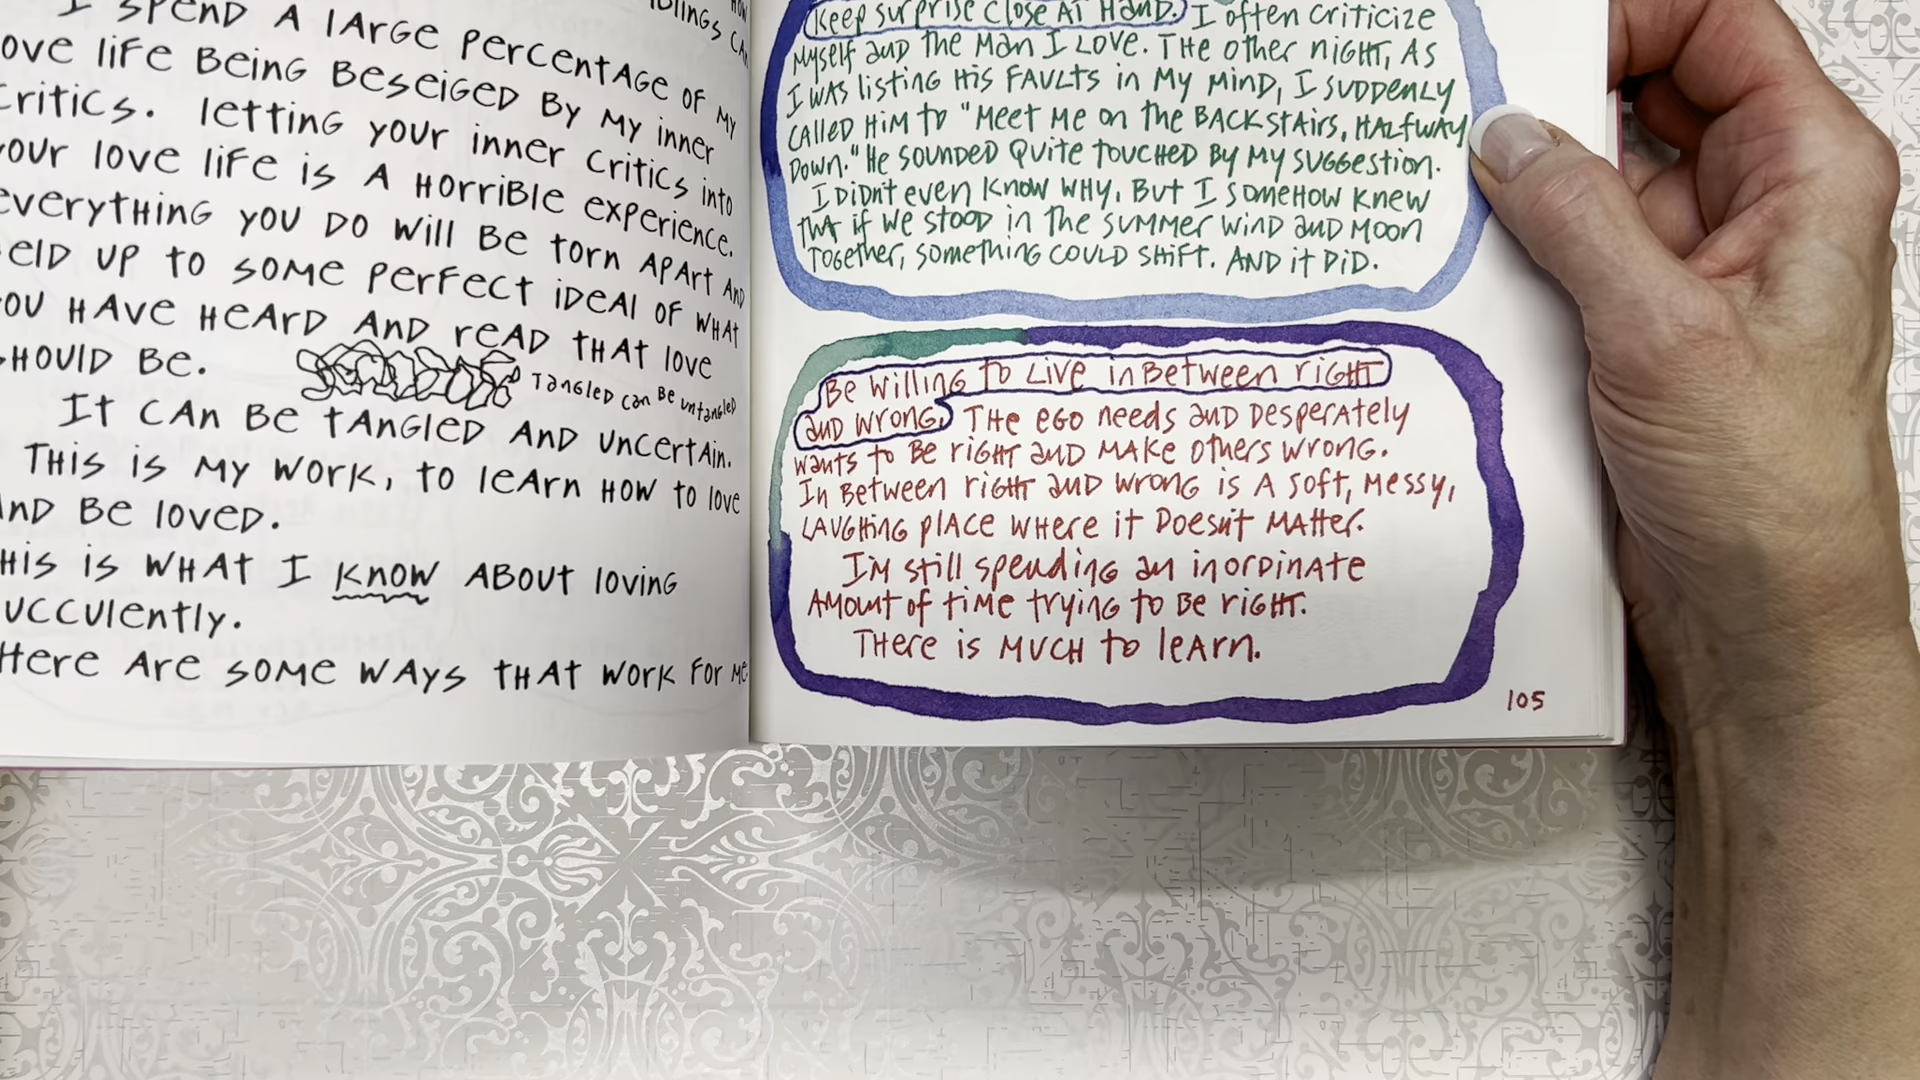 I SPEND A LARGE PERCENTAGE OF MY
OVE LIFE BEING BESEIGED BY MY INNER
CRITICS. LETTING YOUR INNER CRITICS INTO
OUR LOVE LIFE IS A HORRIBLE EXPERIENCE.
EVERYTHING YOU DO WILL BE TORN APART AND
ELD UP TO SOME PERFECT IDEAL OF WHAT
OU HAVE HEARD AND READ THAT LOVE
HOULD BE.
TANGLED CAN BE UNTANGLED
IT CAN BE TANGLED AND UNCERTAIN.
THIS IS MY WORK, TO LEARN HOW TO LOVE
AND BE LOVED.
HIS IS WHAT I KNOW ABOUT LOVING
UCCULENTLY.
HERE ARE SOME WAYS THAT WORK FOR ME
KEEP SURPRISE CLOSE AT HAND. I OFTEN CRITICIZE
MYSELF AND THE MAN I LOVE. THE OTHER NIGHT, AS
I WAS LISTING HIS FAULTS IN MY MIND, I SUDDENLY
CALLED HIM TO "MEET ME ON THE BACK STAIRS, HALFWAY
DOWN." HE SOUNDED QUITE TOUCHED BY MY SUGGESTION.
I DIDN'T EVEN KNOW WHY, BUT I SOMEHOW KNEW
THAT IF WE STOOD IN THE SUMMER WIND AND MOON
TOGETHER, SOMETHING COULD SHIFT. AND IT DID.
BE WILLING TO LIVE IN BETWEEN RIGHT
AND WRONG. THE EGO NEEDS AND DESPERATELY
WANTS TO BE RIGHT AND MAKE OTHERS WRONG.
IN BETWEEN RIGHT AND WRONG IS A SOFT, MESSY,
LAUGHING PLACE WHERE IT DOESN'T MATTER.
I'M STILL SPENDING AN INORDINATE
AMOUNT OF TIME TRYING TO BE RIGHT.
THERE IS MUCH TO LEARN.
105